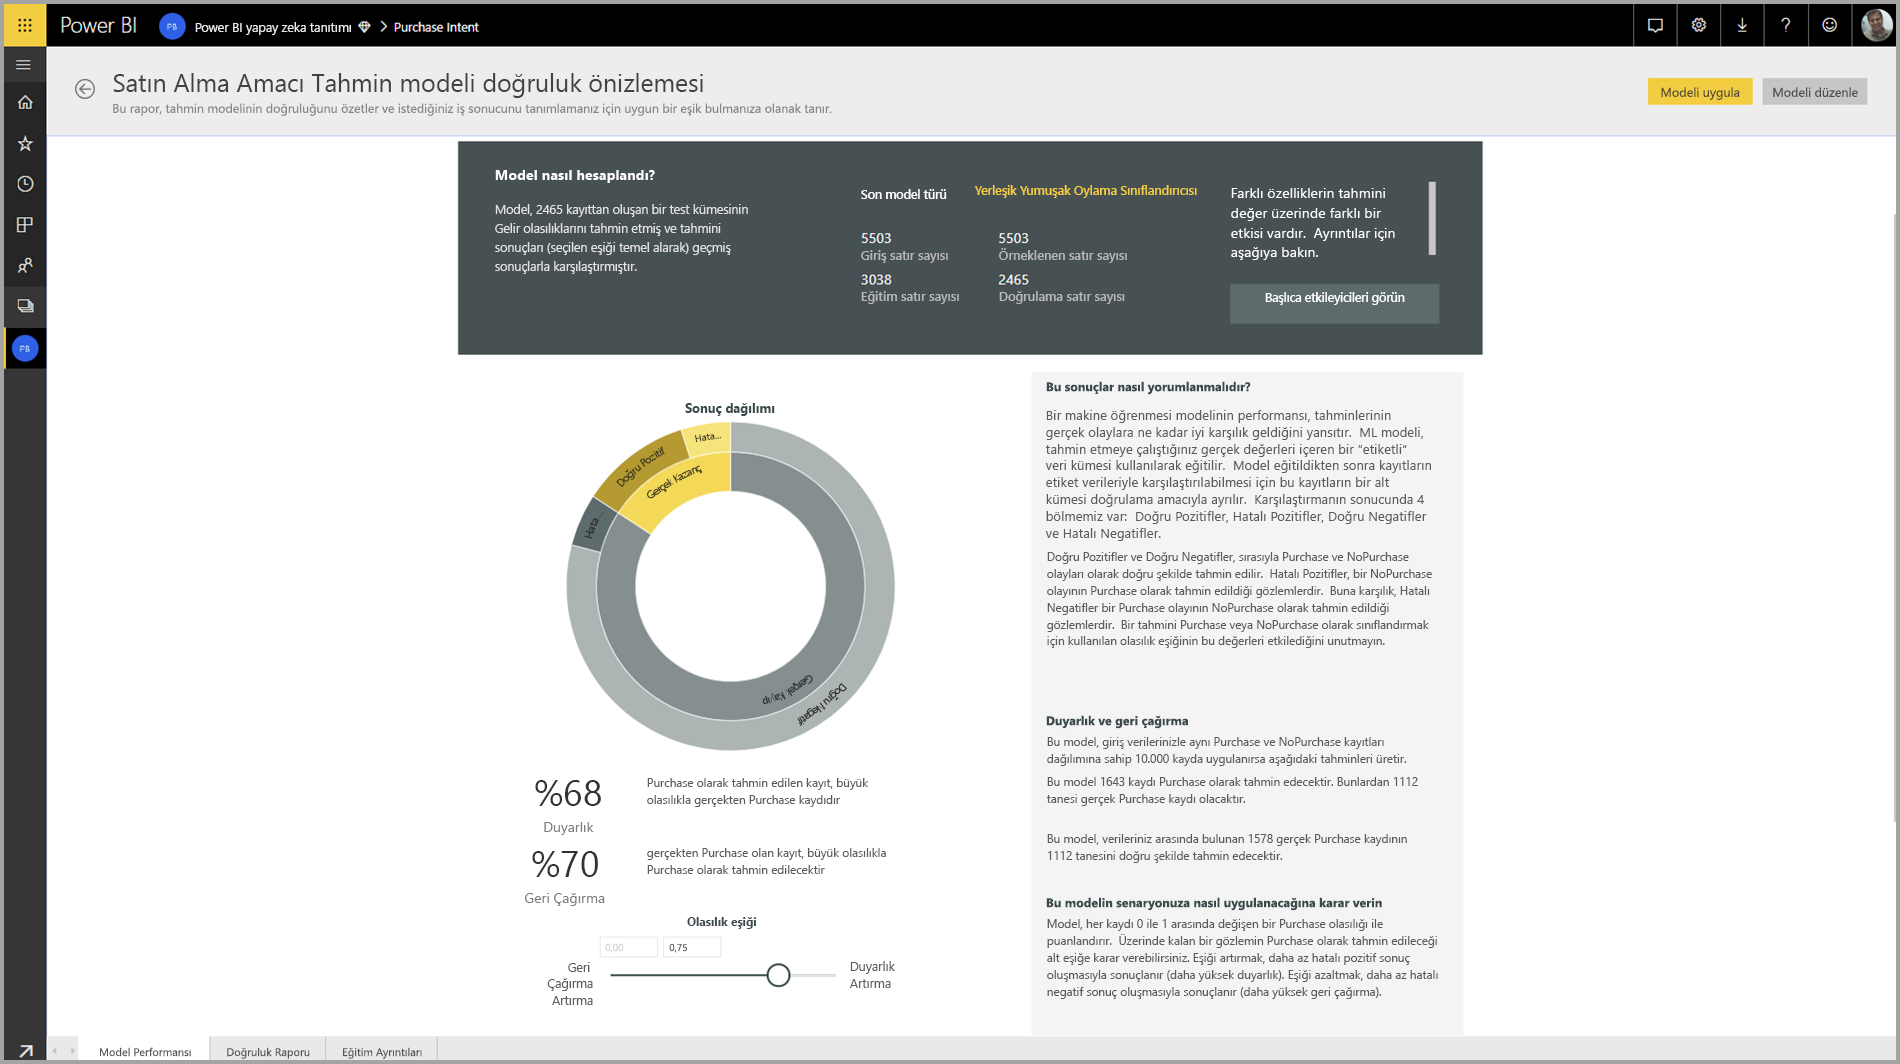 Power BI
PB
Power BI yapay zeka tanıtımı
Purchase Intent
?
Satın Alma Amacı Tahmin modeli doğruluk önizlemesi
Bu rapor, tahmin modelinin doğruluğunu özetler ve istediğiniz iş sonucunu tanımlamanız için uygun bir eşik bulmanıza olanak tanır.
Modeli uygula
Modeli düzenle
PB
Model nasıl hesaplandı?
Model, 2465 kayıttan oluşan bir test kümesinin
Gelir olasılıklarını tahmin etmiş ve tahmini
sonuçları (seçilen eşiği temel alarak) geçmiş
sonuçlarla karşılaştırmıştır.
Son model türü
Yerleşik Yumuşak Oylama Sınıflandırıcısı
5503
Giriş satır sayısı
5503
Örneklenen satır sayısı
3038
Eğitim satır sayısı
2465
Doğrulama satır sayısı
Farklı özelliklerin tahmini
değer üzerinde farklı bir
etkisi vardır. Ayrıntılar için
aşağıya bakın.
Başlıca etkileyicileri görün
Sonuç dağılımı
Hata...
Doğru Pozitif
Gerçek Kazanç
Hata...
Gerçek Kayıp
Doğru Negatif
%68
Duyarlık
Purchase olarak tahmin edilen kayıt, büyük
olasılıkla gerçekten Purchase kaydıdır
%70
Geri Çağırma
gerçekten Purchase olan kayıt, büyük olasılıkla
Purchase olarak tahmin edilecektir
Olasılık eşiği
0,00
0,75
Geri
Çağırma
Artırma
Duyarlık
Artırma
Bu sonuçlar nasıl yorumlanmalıdır?
Bir makine öğrenmesi modelinin performansı, tahminlerinin
gerçek olaylara ne kadar iyi karşılık geldiğini yansıtır. ML modeli,
tahmin etmeye çalıştığınız gerçek değerleri içeren bir “etiketli”
veri kümesi kullanılarak eğitilir. Model eğitildikten sonra kayıtların
etiket verileriyle karşılaştırılabilmesi için bu kayıtların bir alt
kümesi doğrulama amacıyla ayrılır. Karşılaştırmanın sonucunda 4
bölmemiz var: Doğru Pozitifler, Hatalı Pozitifler, Doğru Negatifler
ve Hatalı Negatifler.
Doğru Pozitifler ve Doğru Negatifler, sırasıyla Purchase ve NoPurchase
olayları olarak doğru şekilde tahmin edilir. Hatalı Pozitifler, bir NoPurchase
olayının Purchase olarak tahmin edildiği gözlemlerdir. Buna karşılık, Hatalı
Negatifler bir Purchase olayının NoPurchase olarak tahmin edildiği
gözlemlerdir. Bir tahmini Purchase veya NoPurchase olarak sınıflandırmak
için kullanılan olasılık eşiğinin bu değerleri etkilediğini unutmayın.
Duyarlık ve geri çağırma
Bu model, giriş verilerinizle aynı Purchase ve NoPurchase kayıtları
dağılımına sahip 10.000 kayda uygulanırsa aşağıdaki tahminleri üretir.
Bu model 1643 kaydı Purchase olarak tahmin edecektir. Bunlardan 1112
tanesi gerçek Purchase kaydı olacaktır.
Bu model, verileriniz arasında bulunan 1578 gerçek Purchase kaydının
1112 tanesini doğru şekilde tahmin edecektir.
Bu modelin senaryonuza nasıl uygulanacağına karar verin
Model, her kaydı 0 ile 1 arasında değişen bir Purchase olasılığı ile
puanlandırır. Üzerinde kalan bir gözlemin Purchase olarak tahmin edileceği
alt eşiğe karar verebilirsiniz. Eşiği artırmak, daha az hatalı pozitif sonuç
oluşmasıyla sonuçlanır (daha yüksek duyarlık). Eşiği azaltmak, daha az hatalı
negatif sonuç oluşmasıyla sonuçlanır (daha yüksek geri çağırma).
Model Performansı
Doğruluk Raporu
Eğitim Ayrıntıları